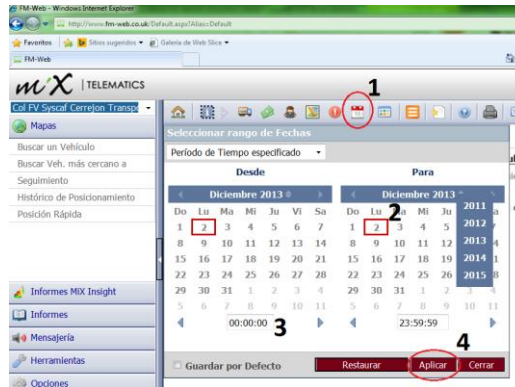 FM-Web - Windows Internet Explorer
http://www.fm-web.co.uk/Default.aspx?Alias=Default
Favoritos Sitios sugeridos Galería de Web Slice
FM-Web
1
miX TELEMATICS
Col FV Syscaf Cerrejon Transpo
Seleccionar rango de Fechas
Mapas
Período de Tiempo especificado
Buscar un Vehículo
Buscar Veh. más cercano a
Seguimiento
Histórico de Posicionamiento
Posición Rápida
Desde Para
Diciembre 2013 Diciembre 2013
2011
2012
2013
2014
2015
Do Lu Ma Mi Ju Vi Sa Do Lu 2 Ma Mi Ju
1 2 3 4 5 6 7 1 2 3 4 5
8 9 10 11 12 13 14 8 9 10 11 12
15 16 17 18 19 20 21 15 16 17 18 19
22 23 24 25 26 27 28 22 23 24 25 26 27 28
29 30 31 1 2 3 4 29 30 31 1 2 3 4
5 6 7 8 9 10 11 5 6 7 8 9 10 11
00:00:00 3 23:59:59
4
Guardar por Defecto Restaurar Aplicar Cerrar
Informes MiX Insight
Informes
Mensajería
Herramientas
Opciones